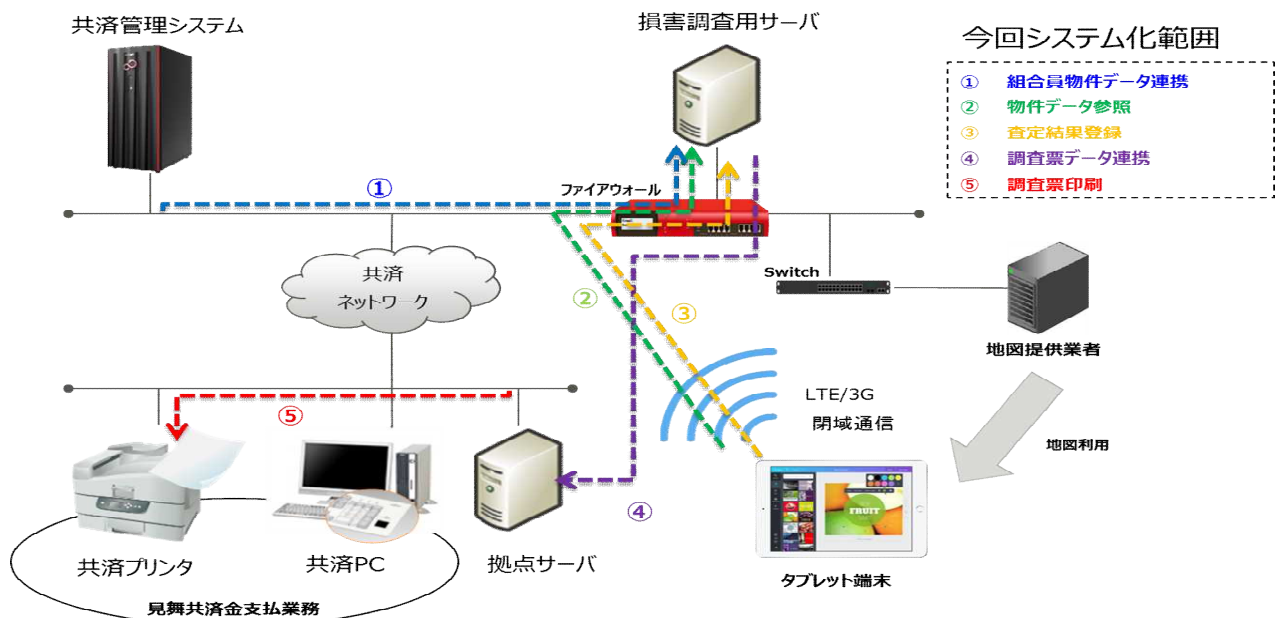 共済管理システム
損害調査用サーバ
今回システム化範囲
① 組合員物件データ連携
② 物件データ参照
③ 査定結果登録
④ 調査票データ連携
⑤ 調査票印刷
①
ファイアウォール
共済
ネットワーク
②
③
Switch
地図提供業者
LTE/3G
閉域通信
地図利用
⑤
④
FRUIT
共済プリンタ
共済PC
拠点サーバ
タブレット端末
見舞共済金支払業務